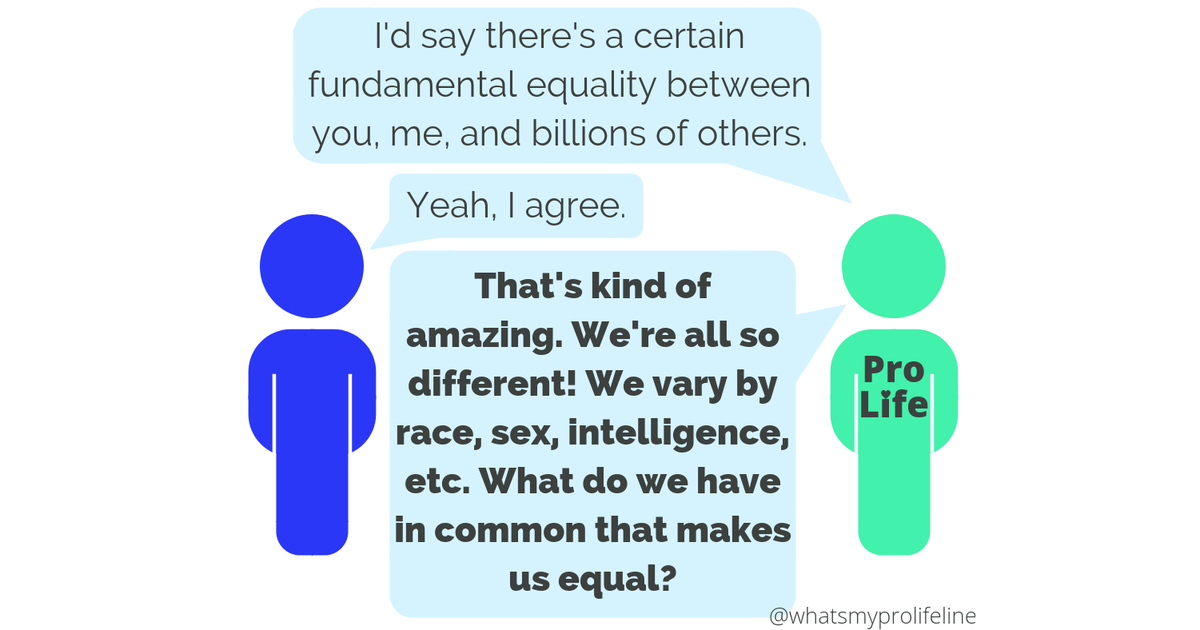 I'd say there's a certain
fundamental equality between
you, me, and billions of others.
Yeah, I agree.
That's kind of
amazing. We're all so
different! We vary by
race, sex, intelligence,
etc. What do we have
in common that makes
us equal?
Pro
Life
@whatsmyprolifeline